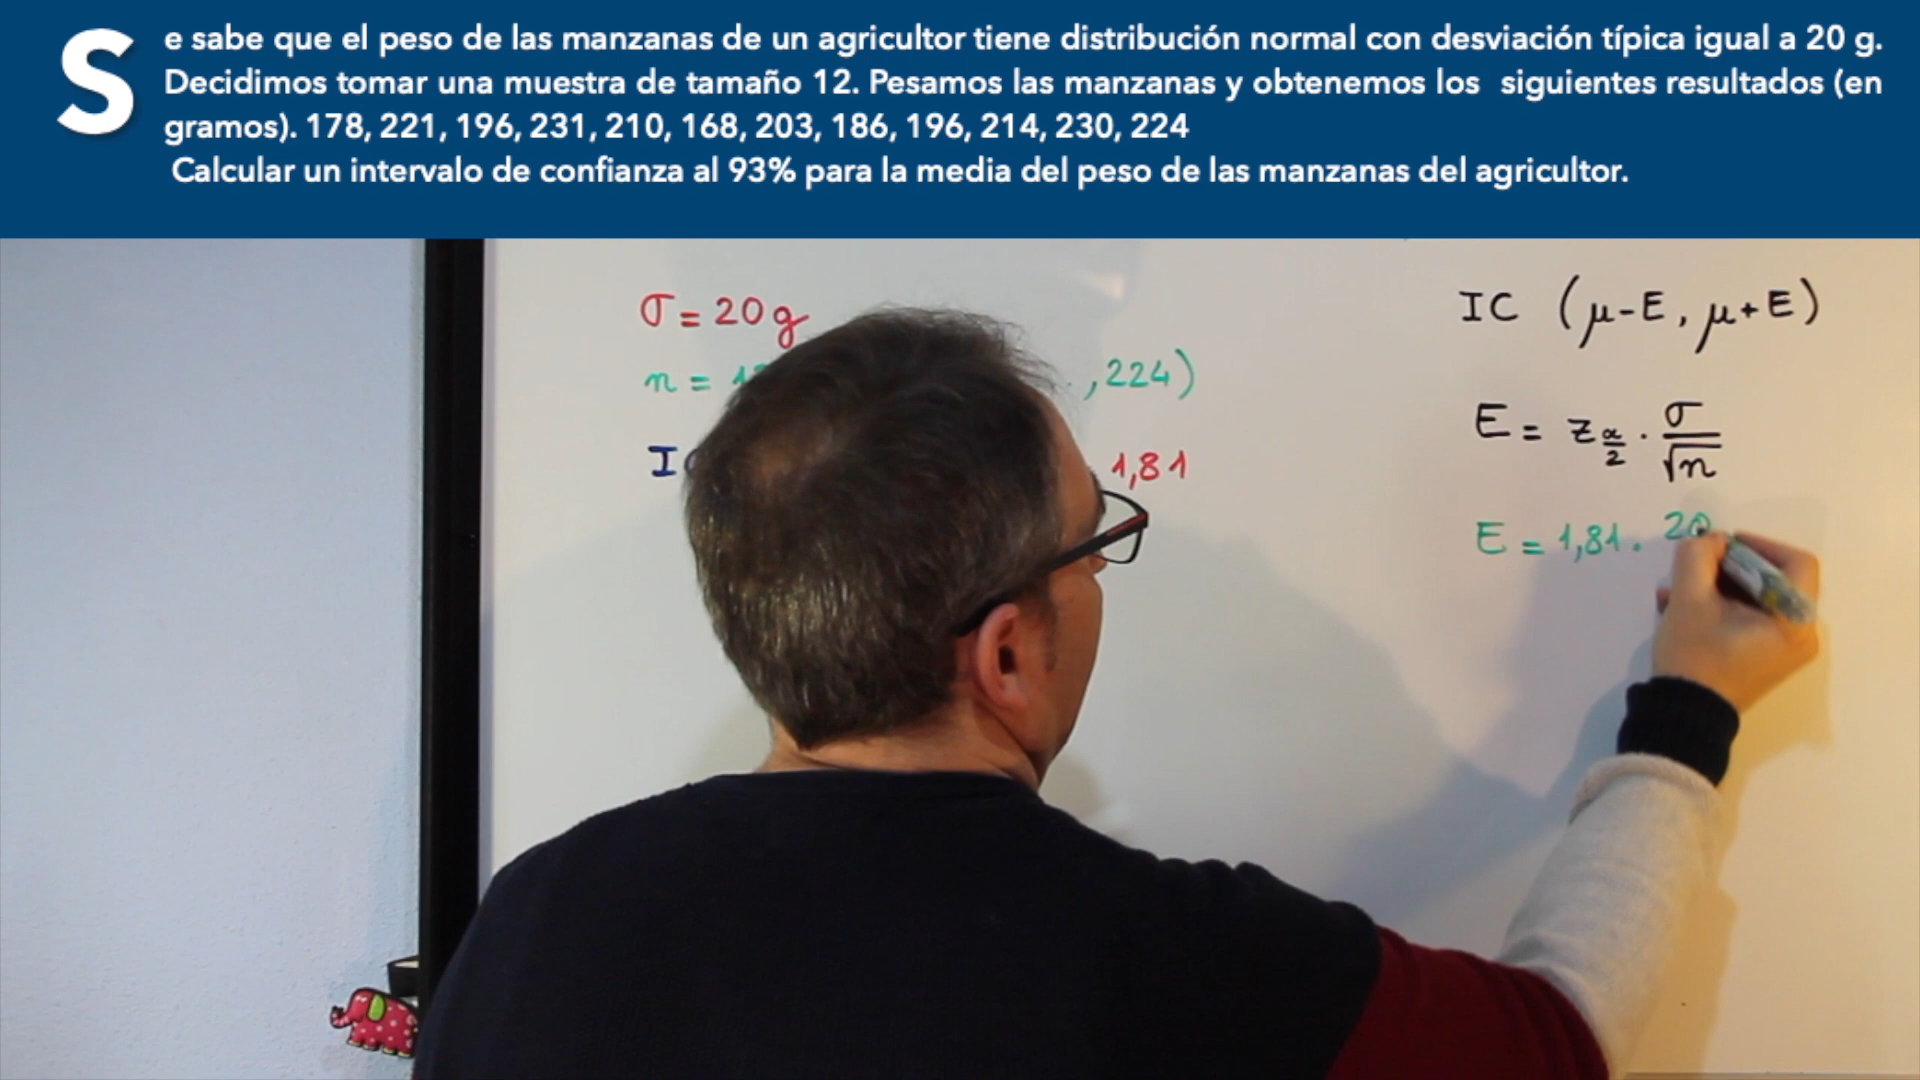 Se sabe que el peso de las manzanas de un agricultor tiene distribución normal con desviación típica igual a 20 g.
Decidimos tomar una muestra de tamaño 12. Pesamos las manzanas y obtenemos los siguientes resultados (en
gramos). 178, 221, 196, 231, 210, 168, 203, 186, 196, 214, 230, 224
Calcular un intervalo de confianza al 93% para la media del peso de las manzanas del agricultor.
σ = 20 g
n = 12 , 224)
I 1,81
IC (μ-E, μ+E)
E = z α/2 · σ/√n
E = 1,81 · 20